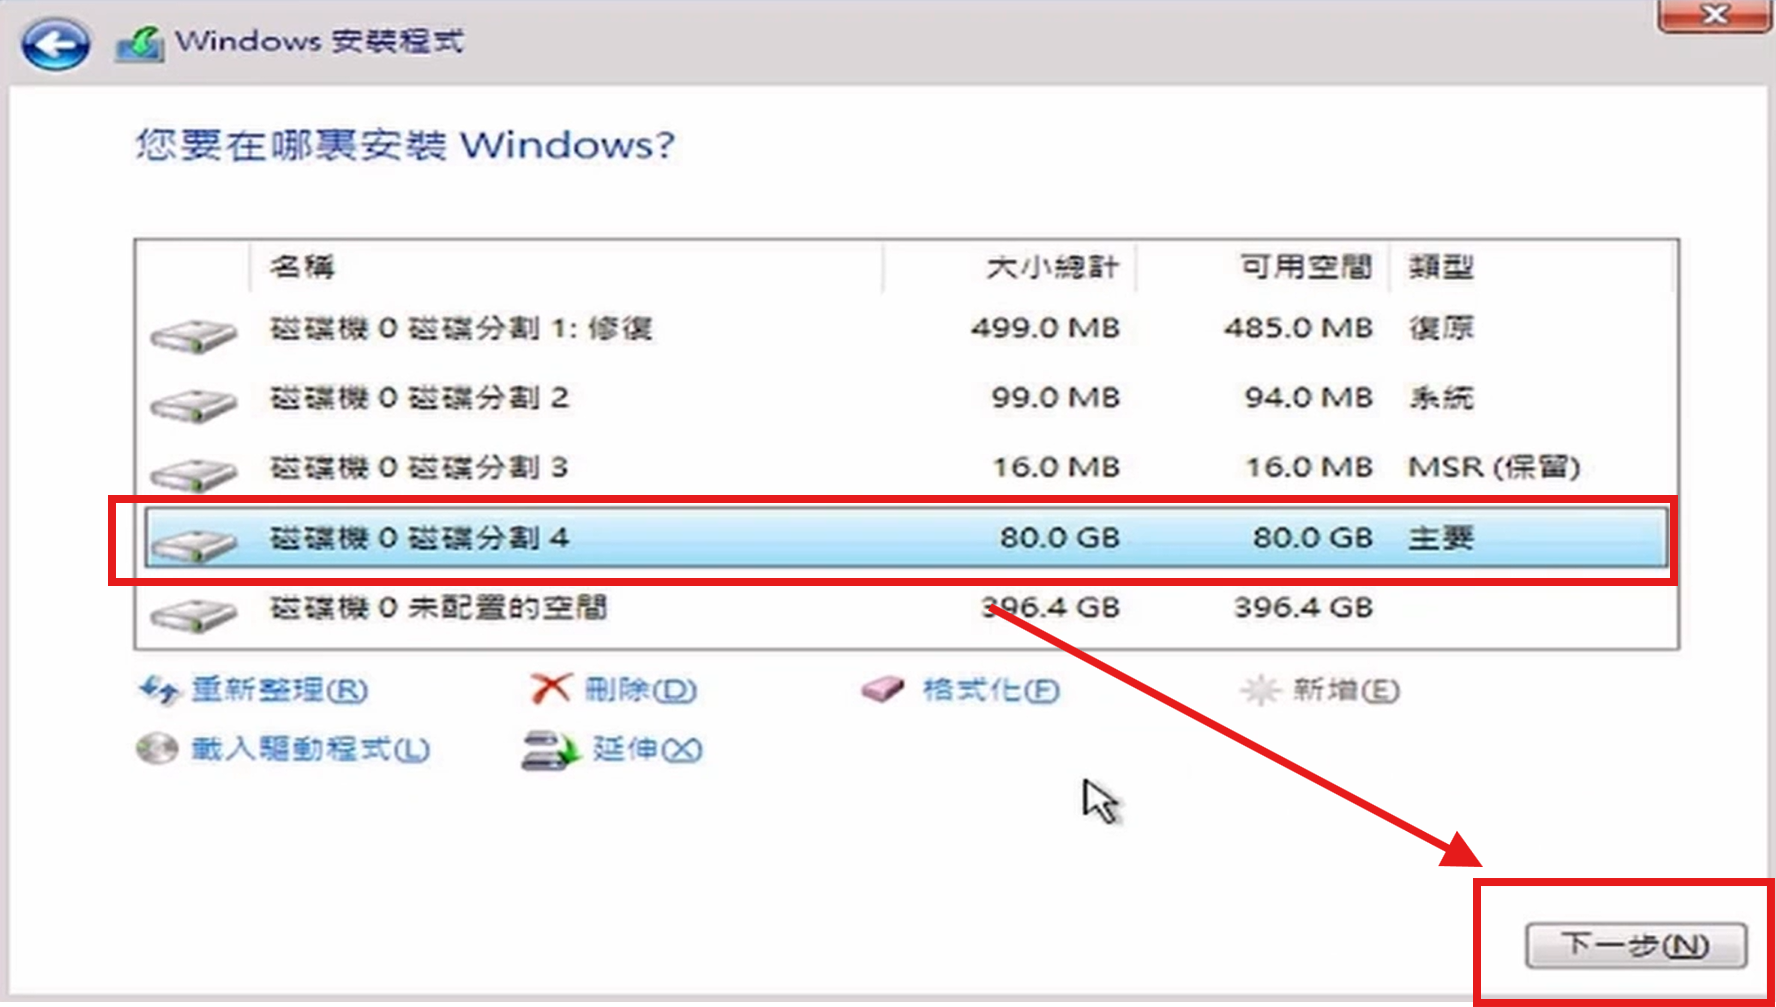 Windows 安裝程式
您要在哪裏安裝 Windows?
名稱 大小總計 可用空間 類型
磁碟機 0 磁碟分割 1: 修復 499.0 MB 485.0 MB 復原
磁碟機 0 磁碟分割 2 99.0 MB 94.0 MB 系統
磁碟機 0 磁碟分割 3 16.0 MB 16.0 MB MSR (保留)
磁碟機 0 磁碟分割 4 80.0 GB 80.0 GB 主要
磁碟機 0 未配置的空間 396.4 GB 396.4 GB
重新整理(R) 刪除(D) 格式化(F) 新增(E)
載入驅動程式(L) 延伸(X)
下一步(N)